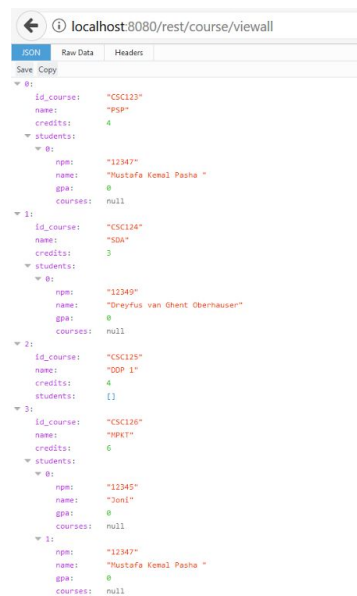 localhost:8080/rest/course/viewall
JSON Raw Data Headers
Save Copy
0:
id_course: "CSC123"
name: "PSP"
credits: 4
students:
0:
npm: "12347"
name: "Mustafa Kemal Pasha "
gpa: 0
courses: null
1:
id_course: "CSC124"
name: "SDA"
credits: 3
students:
0:
npm: "12349"
name: "Dreyfus van Ghent Oberhauser"
gpa: 0
courses: null
2:
id_course: "CSC125"
name: "DDP 1"
credits: 4
students: []
3:
id_course: "CSC126"
name: "MPKT"
credits: 6
students:
0:
npm: "12345"
name: "Joni"
gpa: 0
courses: null
1:
npm: "12347"
name: "Mustafa Kemal Pasha "
gpa: 0
courses: null